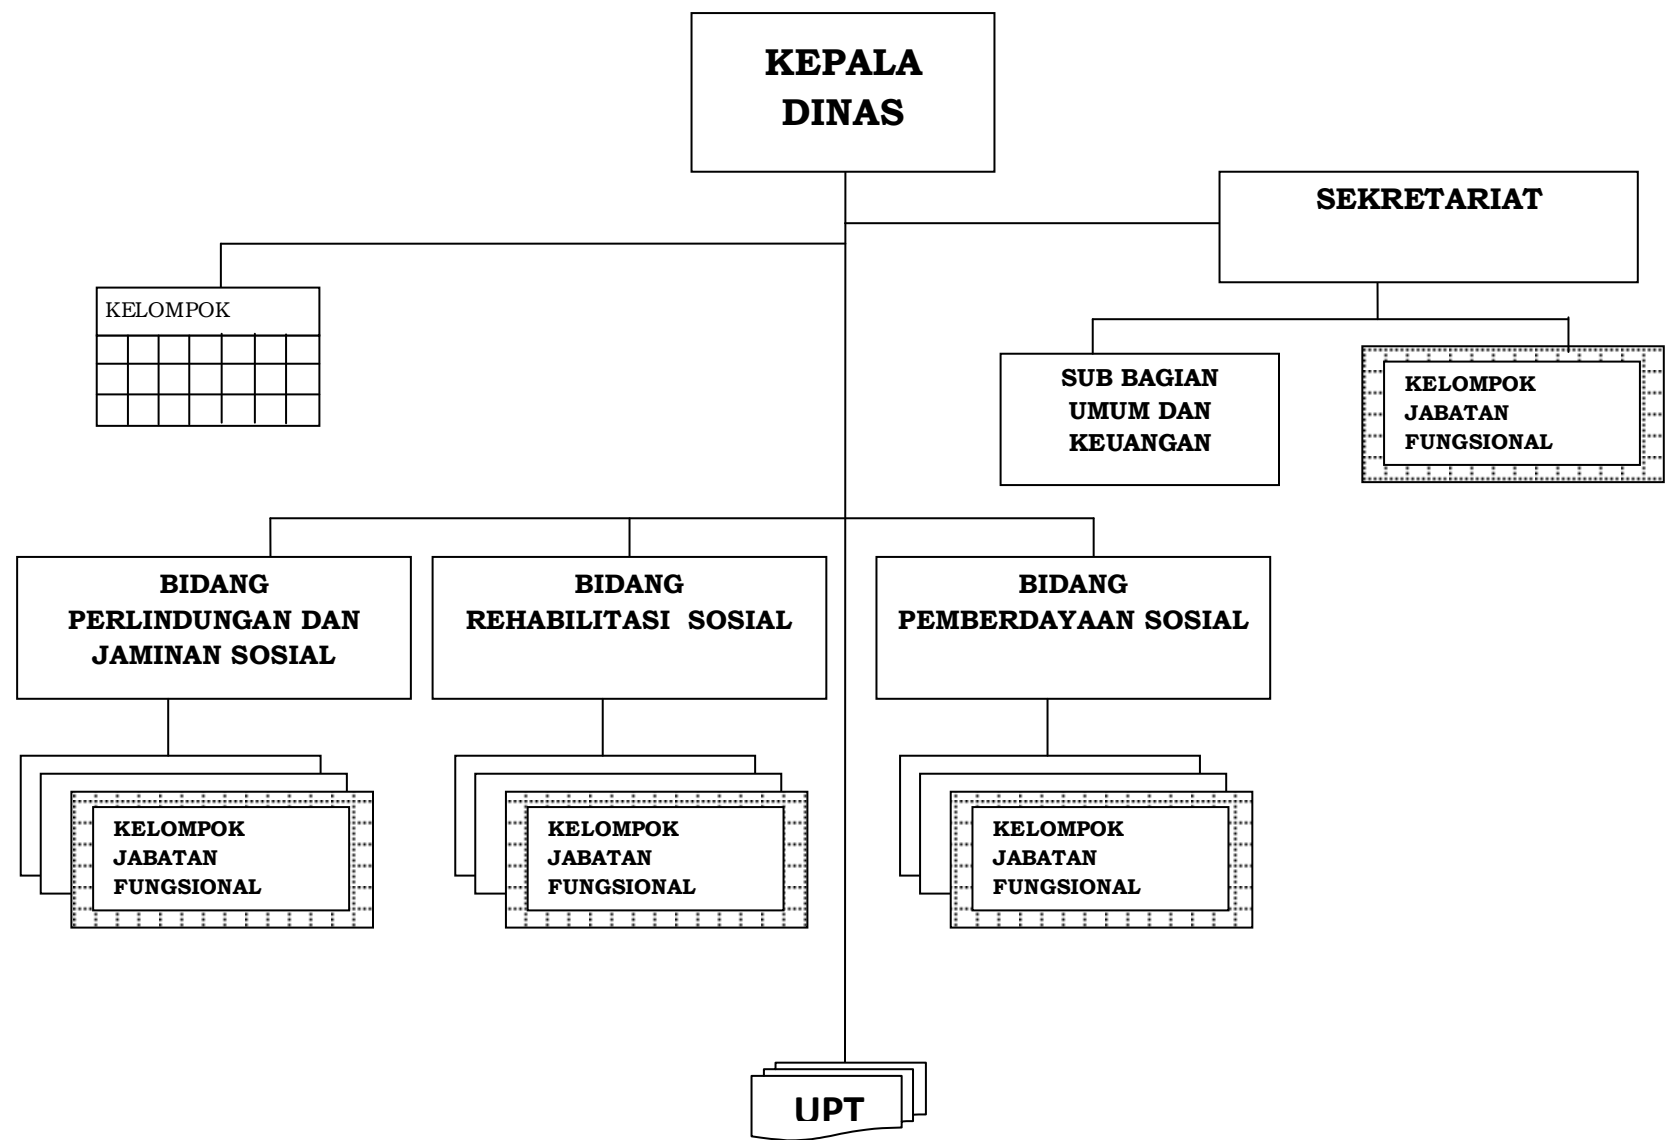 KEPALA
DINAS
SEKRETARIAT
KELOMPOK
SUB BAGIAN
UMUM DAN
KEUANGAN
KELOMPOK
JABATAN
FUNGSIONAL
BIDANG
PERLINDUNGAN DAN
JAMINAN SOSIAL
BIDANG
REHABILITASI SOSIAL
BIDANG
PEMBERDAYAAN SOSIAL
KELOMPOK
JABATAN
FUNGSIONAL
KELOMPOK
JABATAN
FUNGSIONAL
KELOMPOK
JABATAN
FUNGSIONAL
UPT